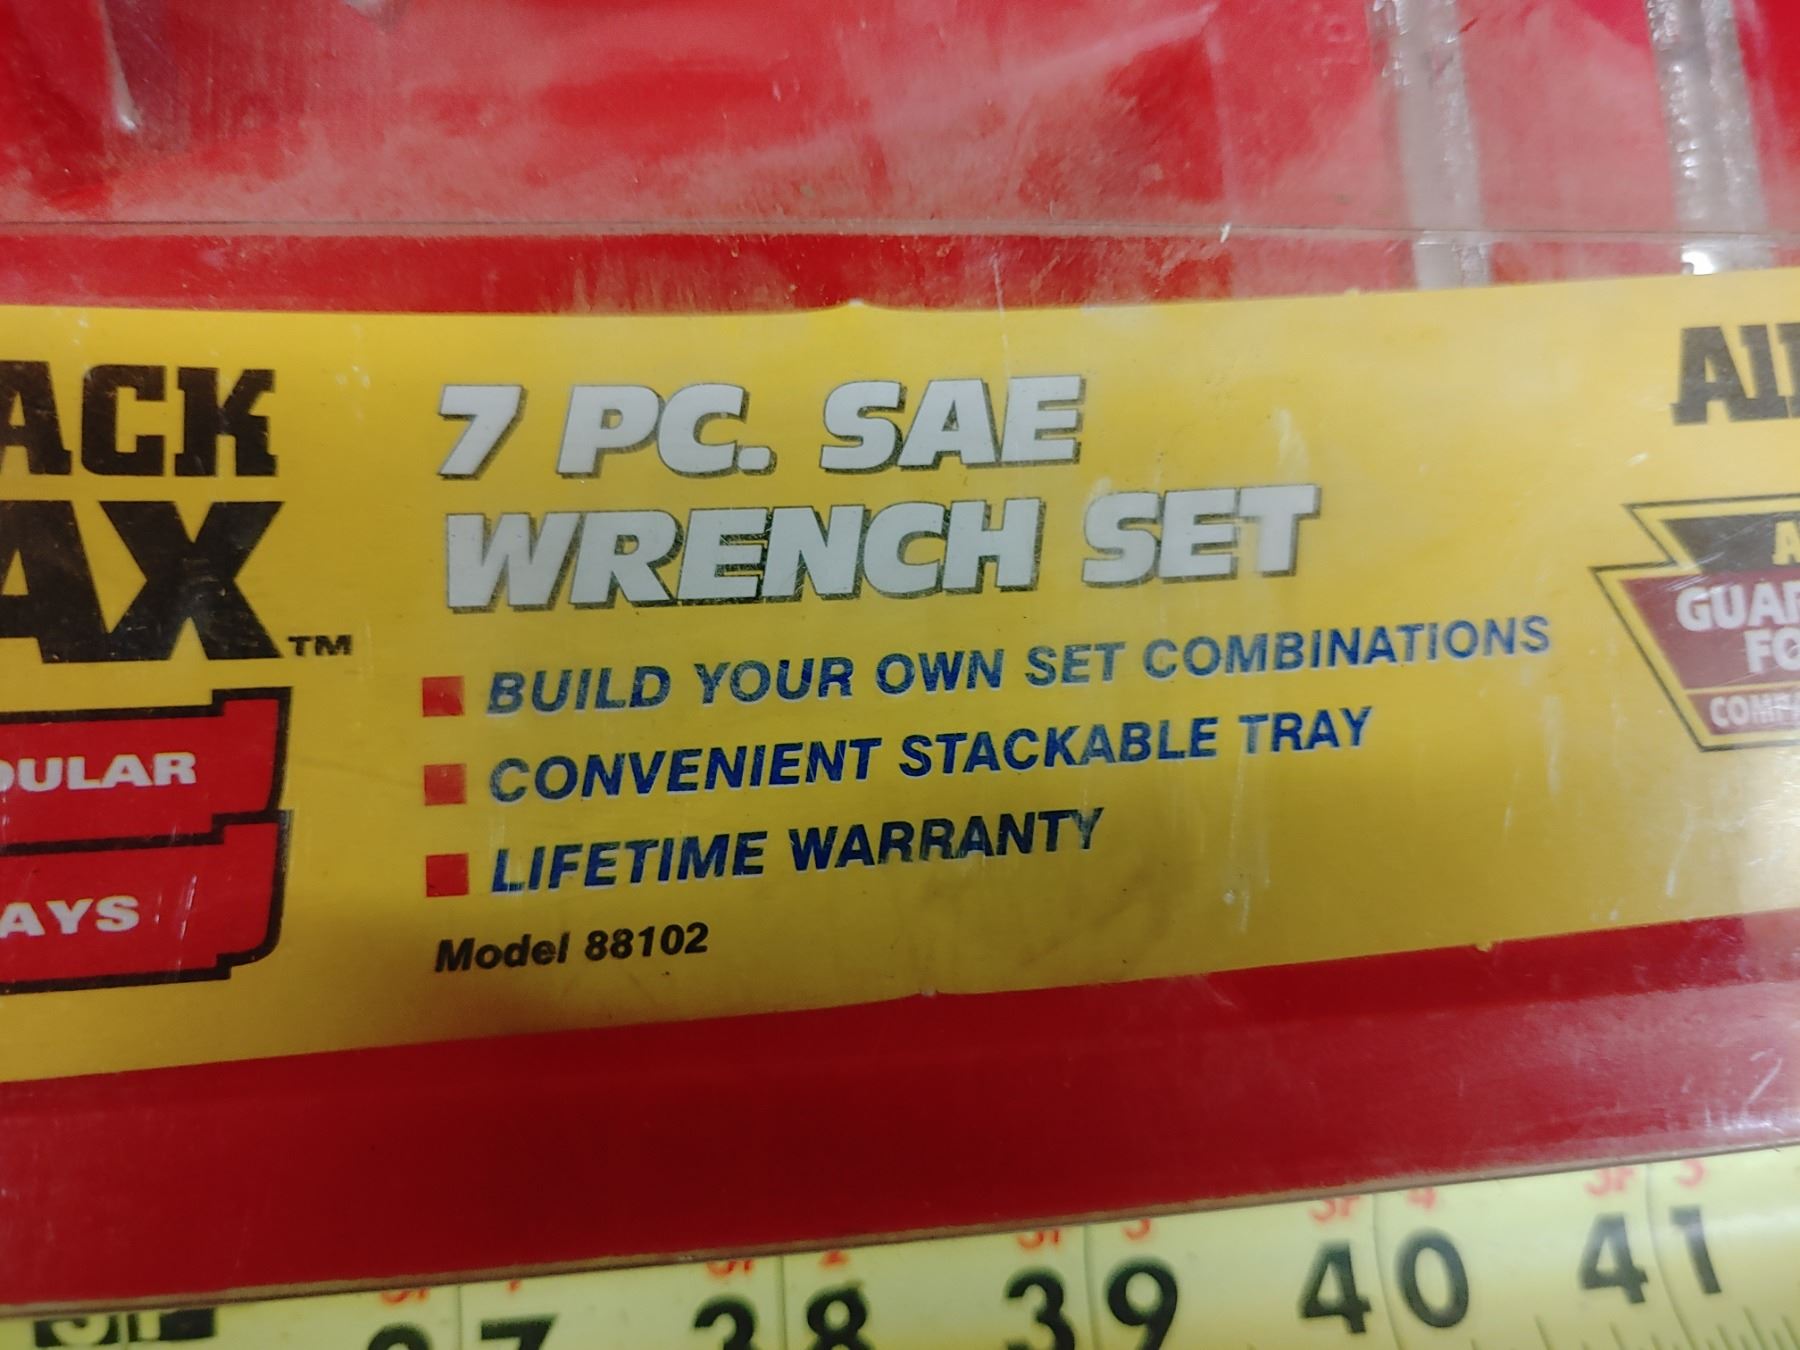 ACK
AX™
DULAR
AYS
7 PC. SAE
WRENCH SET
BUILD YOUR OWN SET COMBINATIONS
CONVENIENT STACKABLE TRAY
LIFETIME WARRANTY
Model 88102
38 39 40 41